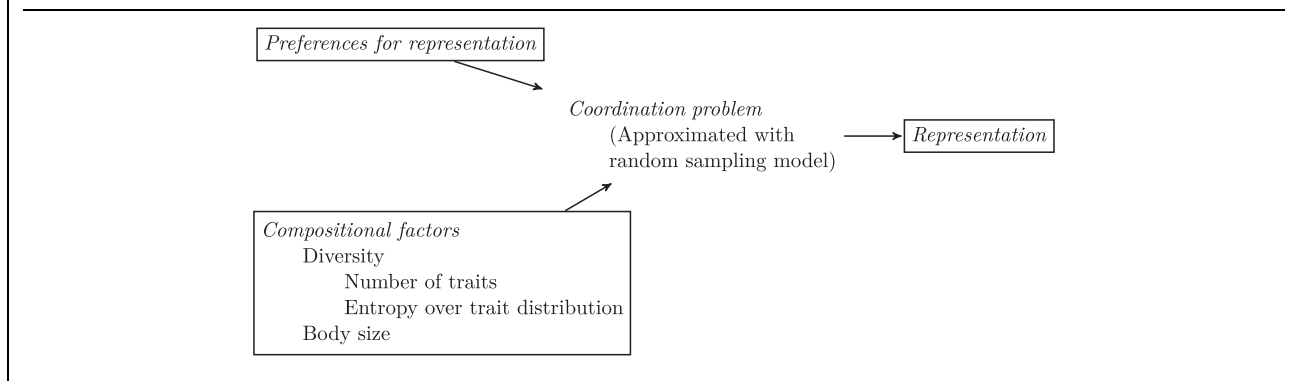 Preferences for representation
Coordination problem
(Approximated with
random sampling model)
Representation
Compositional factors
Diversity
Number of traits
Entropy over trait distribution
Body size